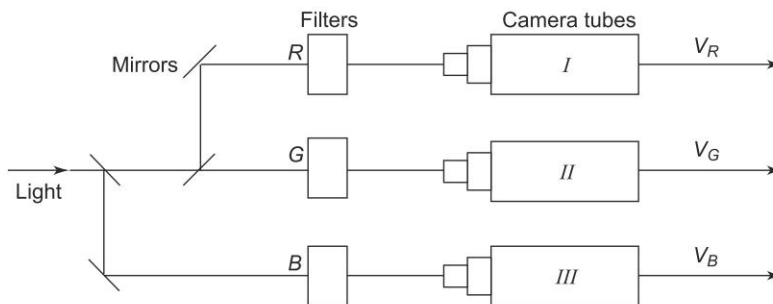 Filters Camera tubes
Mirrors R I V_R
Light G II V_G
B III V_B